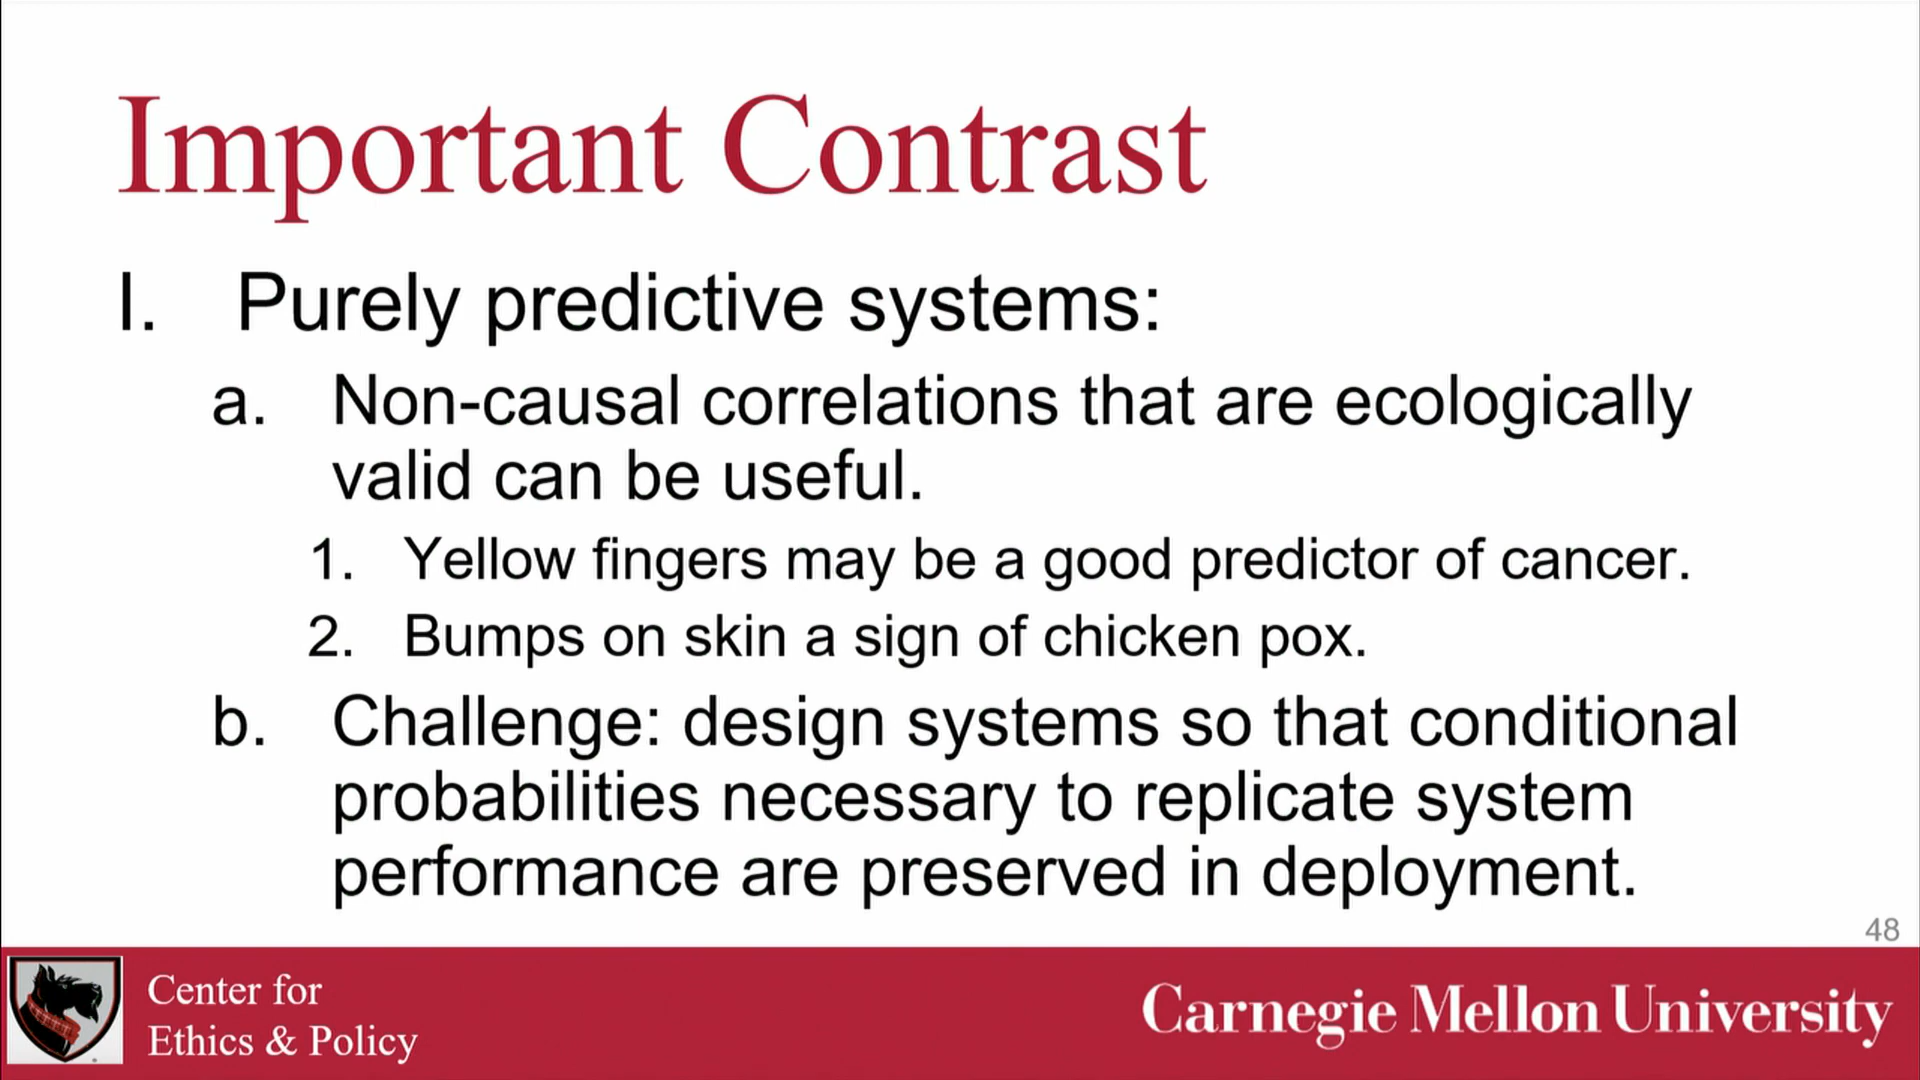 Important Contrast
I. Purely predictive systems:
a. Non-causal correlations that are ecologically
valid can be useful.
1. Yellow fingers may be a good predictor of cancer.
2. Bumps on skin a sign of chicken pox.
b. Challenge: design systems so that conditional
probabilities necessary to replicate system
performance are preserved in deployment.
48
Center for
Ethics & Policy
Carnegie Mellon University